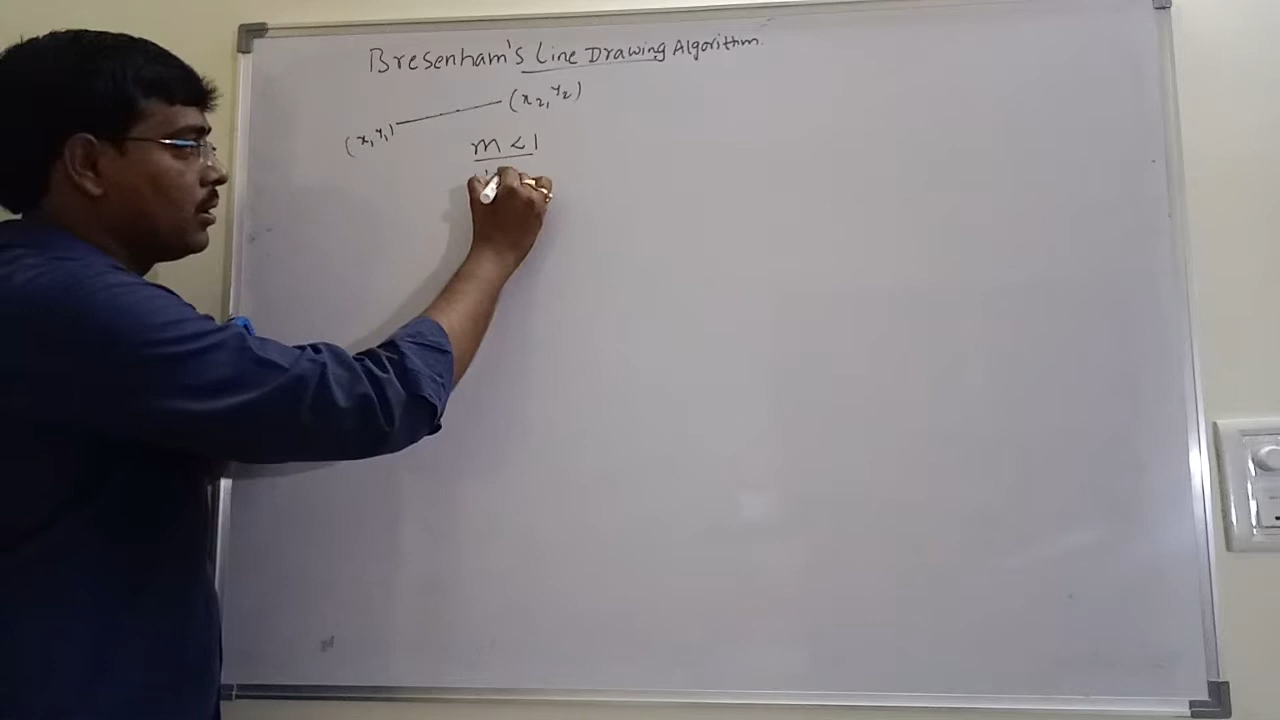 Bresenham's Line Drawing Algorithm.
(x₂, y₂)
(x₁ y₁)
m < 1